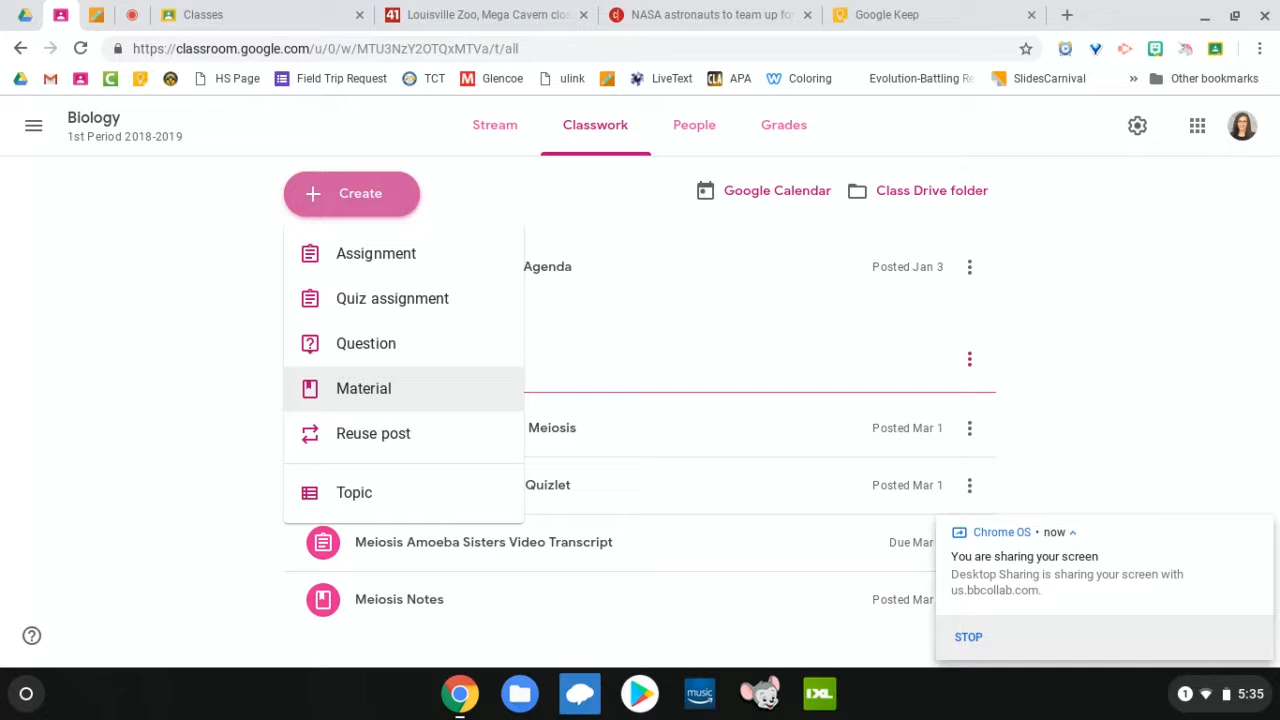 Classes
Louisville Zoo, Mega Cavern clos
NASA astronauts to team up for
Google Keep
https://classroom.google.com/u/0/w/MTU3NzY2OTQxMTVa/t/all
HS Page
Field Trip Request
TCT
Glencoe
ulink
LiveText
APA
Coloring
Evolution-Battling Re
SlidesCarnival
»
Other bookmarks
Biology
1st Period 2018-2019
Stream
Classwork
People
Grades
Create
Google Calendar
Class Drive folder
Assignment
Agenda
Posted Jan 3
Quiz assignment
Question
Material
Reuse post
Meiosis
Posted Mar 1
Topic
Quizlet
Posted Mar 1
Meiosis Amoeba Sisters Video Transcript
Due Mar
Meiosis Notes
Posted Mar
Chrome OS • now
You are sharing your screen
Desktop Sharing is sharing your screen with
us.bbcollab.com.
STOP
music
IXL
1
5:35